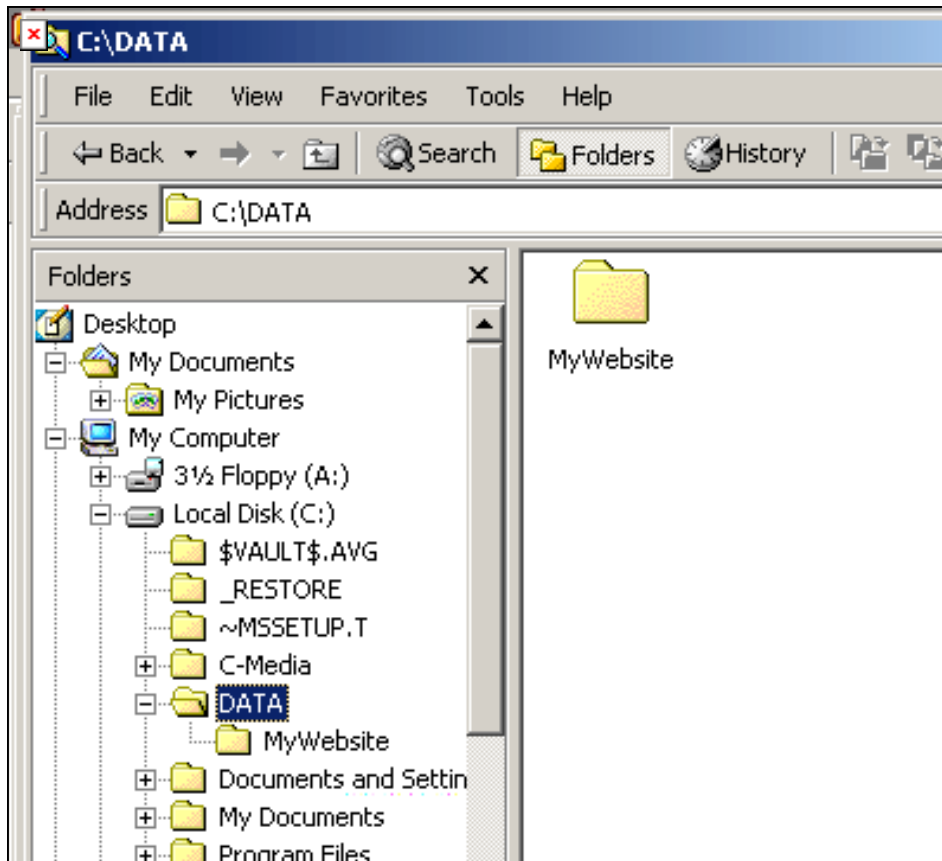 C:\DATA
File Edit View Favorites Tools Help
Back Search Folders History
Address C:\DATA
Folders
Desktop
My Documents
My Pictures
My Computer
3½ Floppy (A:)
Local Disk (C:)
$VAULT$.AVG
_RESTORE
~MSSETUP.T
C-Media
DATA
MyWebsite
Documents and Settin
My Documents
Program Files
MyWebsite